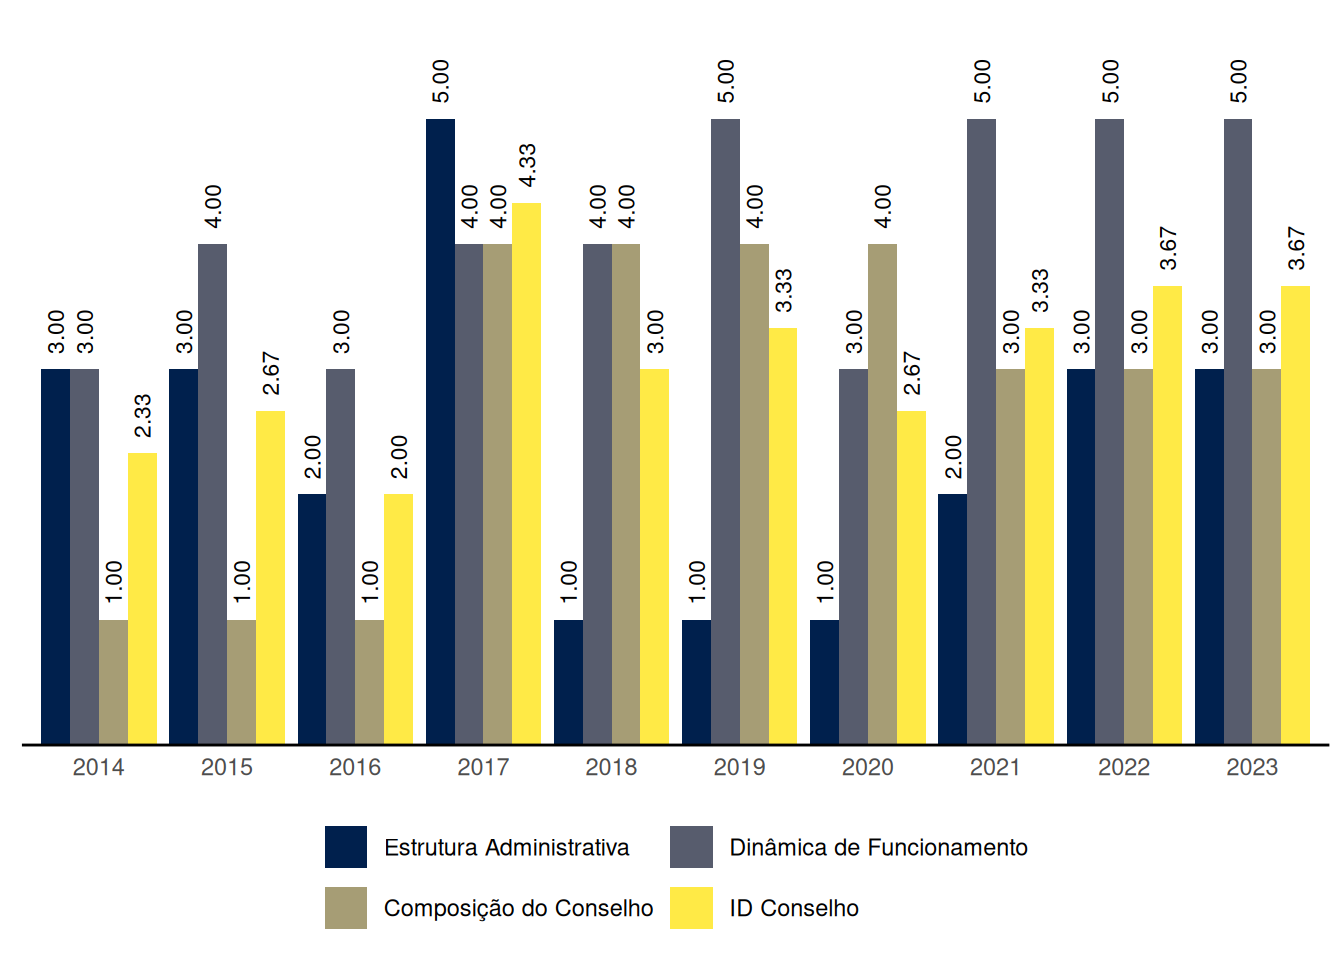 3.00 3.00 1.00 2.33
3.00 4.00 1.00 2.67
2.00 3.00 1.00 2.00
5.00 4.00 4.00 4.33
1.00 4.00 4.00 3.00
1.00 5.00 4.00 3.33
1.00 3.00 4.00 2.67
2.00 5.00 3.00 3.33
3.00 5.00 3.00 3.67
3.00 5.00 3.00 3.67
2014 2015 2016 2017 2018 2019 2020 2021 2022 2023
Estrutura Administrativa Dinâmica de Funcionamento
Composição do Conselho ID Conselho